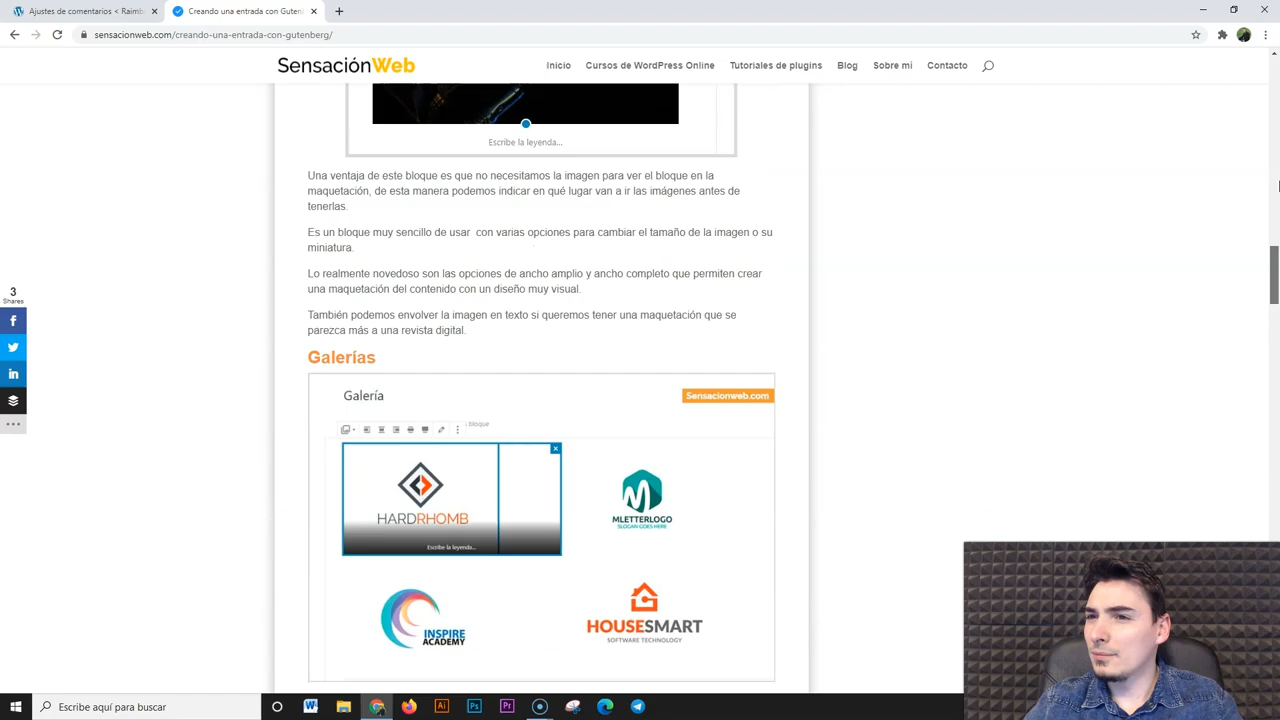 Ajustes de comentarios < Raimb
Creando una entrada con Gutenb
sensacionweb.com/creando-una-entrada-con-gutenberg/
SensaciónWeb
Inicio
Cursos de WordPress Online
Tutoriales de plugins
Blog
Sobre mi
Contacto
Escribe la leyenda...
Una ventaja de este bloque es que no necesitamos la imagen para ver el bloque en la
maquetación, de esta manera podemos indicar en qué lugar van a ir las imágenes antes de
tenerlas.
Es un bloque muy sencillo de usar con varias opciones para cambiar el tamaño de la imagen o su
miniatura.
Lo realmente novedoso son las opciones de ancho amplio y ancho completo que permiten crear
una maquetación del contenido con un diseño muy visual.
También podemos envolver la imagen en texto si queremos tener una maquetación que se
parezca más a una revista digital.
3
Shares
Galerías
Galería
Sensacionweb.com
bloque
HARDRHOMB
Escribe la leyenda...
MLETTERLOGO
SLOGAN GOES HERE
INSPIRE
ACADEMY
HOUSESMART
SOFTWARE TECHNOLOGY
Escribe aquí para buscar